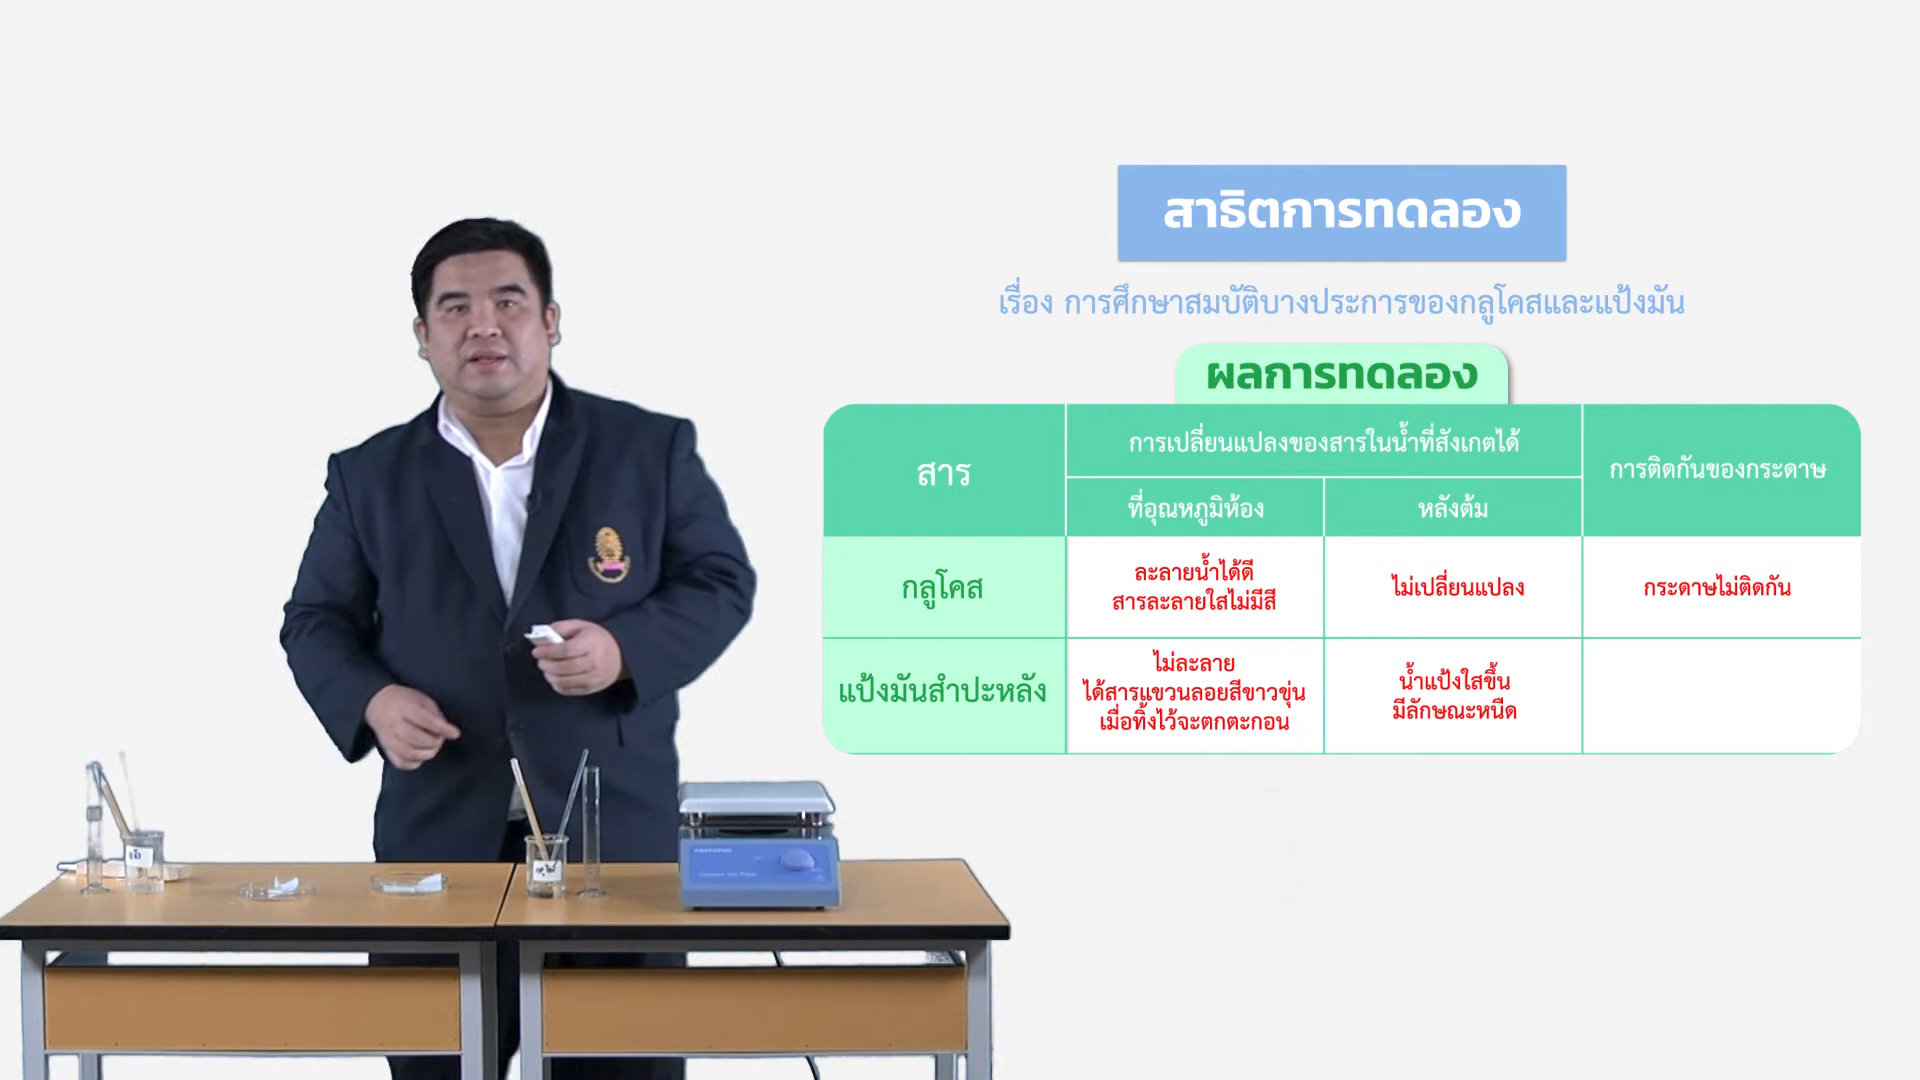 สาธิตการทดลอง
เรื่อง การศึกษาสมบัติบางประการของกลูโคสและแป้งมัน
ผลการทดลอง
สาร
การเปลี่ยนแปลงของสารในน้ำที่สังเกตได้
การติดกันของกระดาษ
ที่อุณหภูมิห้อง
หลังต้ม
กลูโคส
ละลายน้ำได้ดี
สารละลายใสไม่มีสี
ไม่เปลี่ยนแปลง
กระดาษไม่ติดกัน
แป้งมันสำปะหลัง
ไม่ละลาย
ได้สารแขวนลอยสีขาวขุ่น
เมื่อทิ้งไว้จะตกตะกอน
น้ำแป้งใสขึ้น
มีลักษณะหนืด